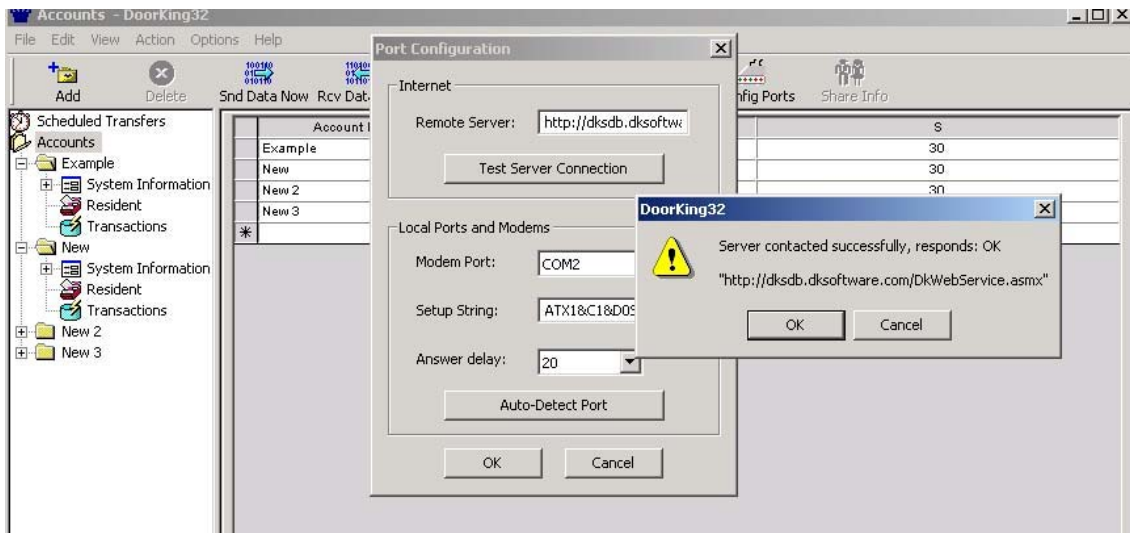 Accounts - DoorKing32
File Edit View Action Options Help
Add Delete Snd Data Now Rcv Dat nfig Ports Share Info
Scheduled Transfers
Accounts
Example
System Information
Resident
Transactions
New
System Information
Resident
Transactions
New 2
New 3
Account S
Example 30
New 30
New 2 30
New 3
*
Port Configuration
Internet
Remote Server: http://dksdb.dksoftwa
Test Server Connection
Local Ports and Modems
Modem Port: COM2
Setup String: ATX1&C1&D0S
Answer delay: 20
Auto-Detect Port
OK Cancel
DoorKing32
Server contacted successfully, responds: OK
"http://dksdb.dksoftware.com/DkWebService.asmx"
OK Cancel